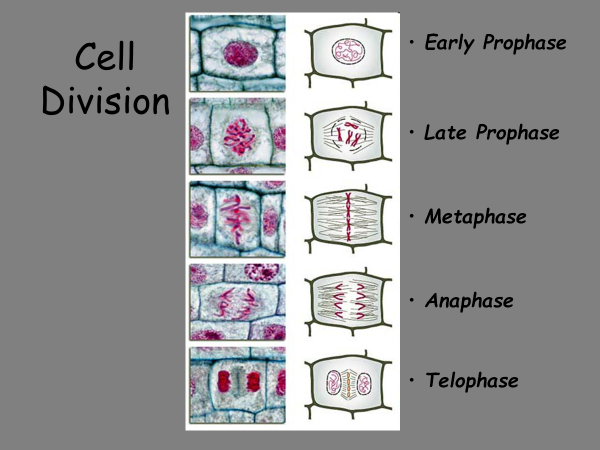 Cell
Division
• Early Prophase
• Late Prophase
• Metaphase
• Anaphase
• Telophase